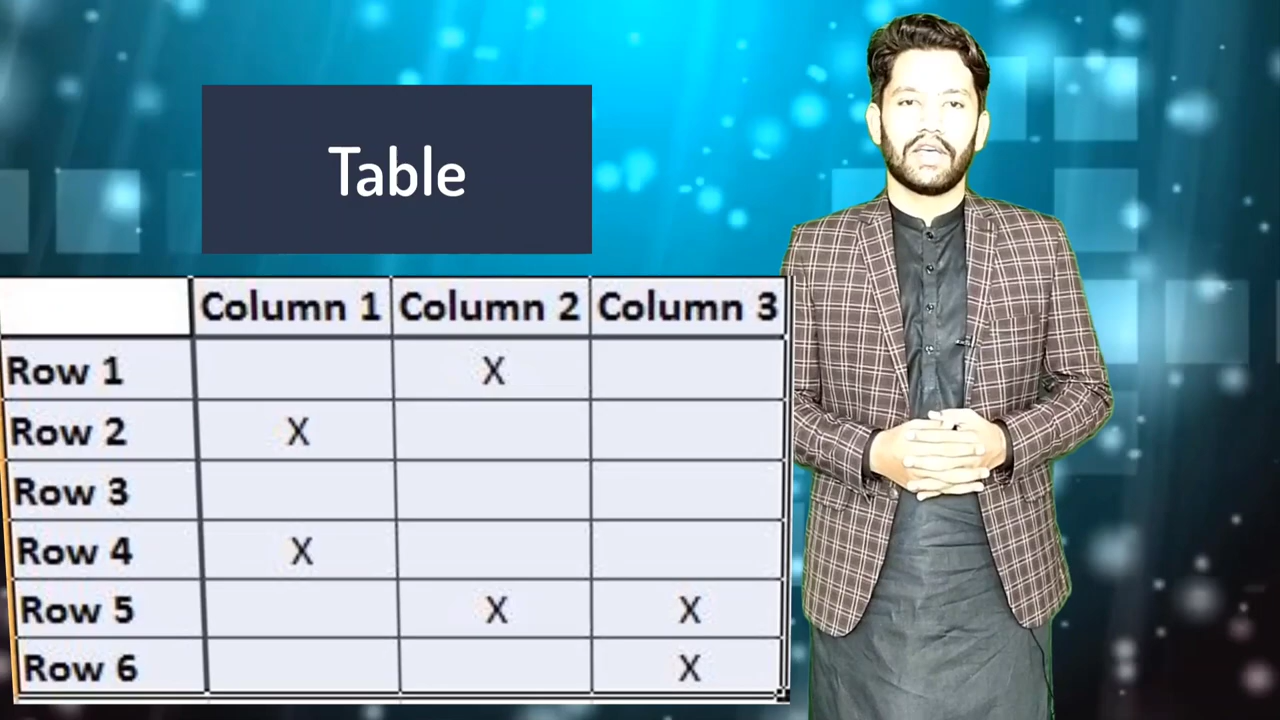 Table
Column 1 Column 2 Column 3
Row 1 X
Row 2 X
Row 3
Row 4 X
Row 5 X X
Row 6 X